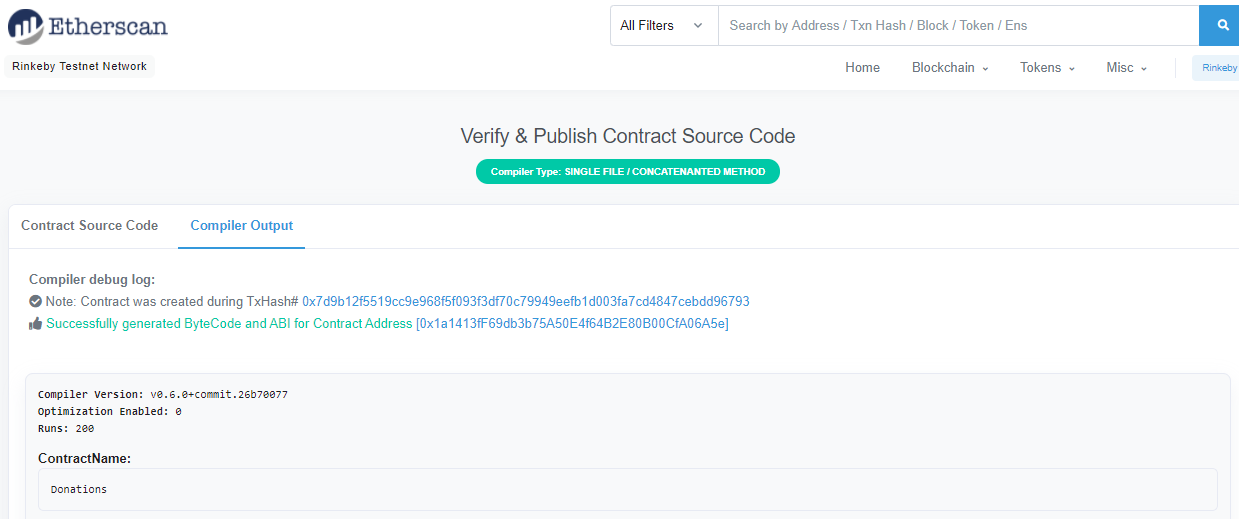 Etherscan
All Filters
Search by Address / Txn Hash / Block / Token / Ens
Rinkeby Testnet Network
Home Blockchain Tokens Misc Rinkeby
Verify & Publish Contract Source Code
Compiler Type: SINGLE FILE / CONCATENANTED METHOD
Contract Source Code Compiler Output
Compiler debug log:
Note: Contract was created during TxHash# 0x7d9b12f5519cc9e968f5f093f3df70c79949eefb1d003fa7cd4847cebdd96793
Successfully generated ByteCode and ABI for Contract Address [0x1a1413fF69db3b75A50E4f64B2E80B00CfA06A5e]
Compiler Version: v0.6.0+commit.26b70077
Optimization Enabled: 0
Runs: 200
ContractName:
Donations